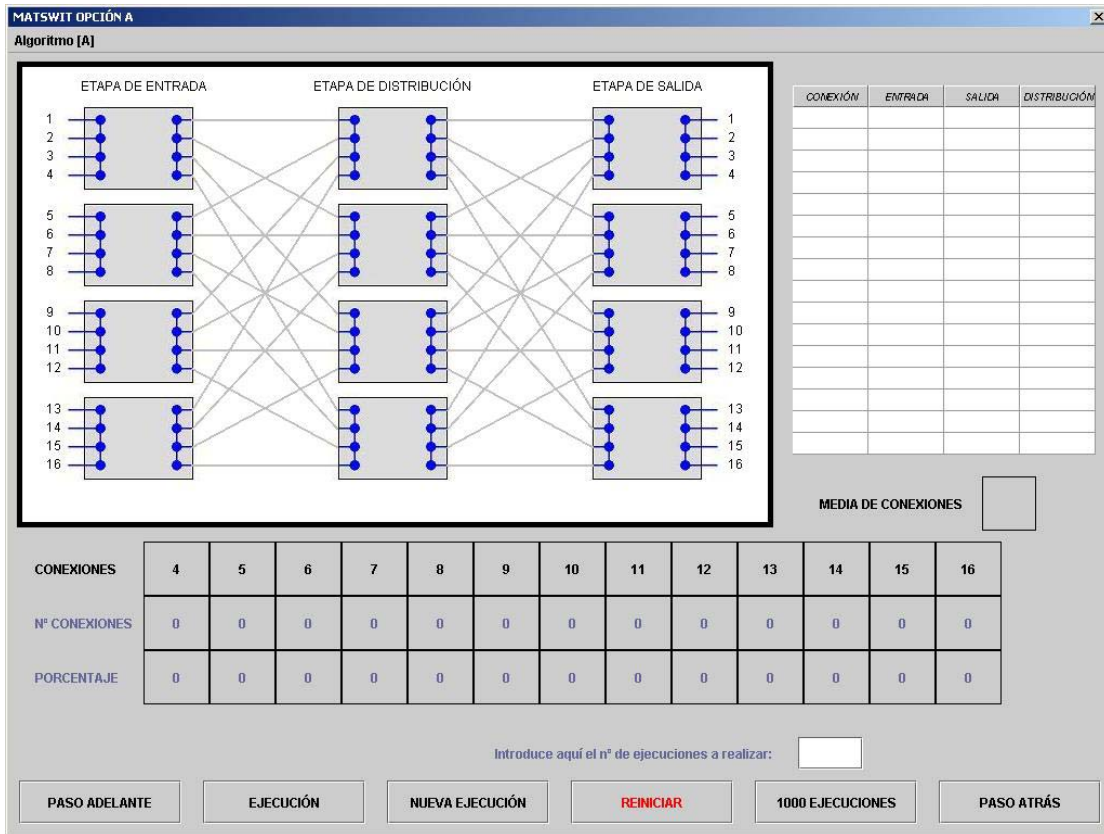 MATSWIT OPCIÓN A
Algoritmo [A]
ETAPA DE ENTRADA ETAPA DE DISTRIBUCIÓN ETAPA DE SALIDA
1 1
2 2
3 3
4 4
5 5
6 6
7 7
8 8
9 9
10 10
11 11
12 12
13 13
14 14
15 15
16 16
CONEXIÓN ENTRADA SALIDA DISTRIBUCIÓN
MEDIA DE CONEXIONES
CONEXIONES 4 5 6 7 8 9 10 11 12 13 14 15 16
Nº CONEXIONES 0 0 0 0 0 0 0 0 0 0 0 0 0
PORCENTAJE 0 0 0 0 0 0 0 0 0 0 0 0 0
Introduce aquí el nº de ejecuciones a realizar:
PASO ADELANTE EJECUCIÓN NUEVA EJECUCIÓN REINICIAR 1000 EJECUCIONES PASO ATRÁS